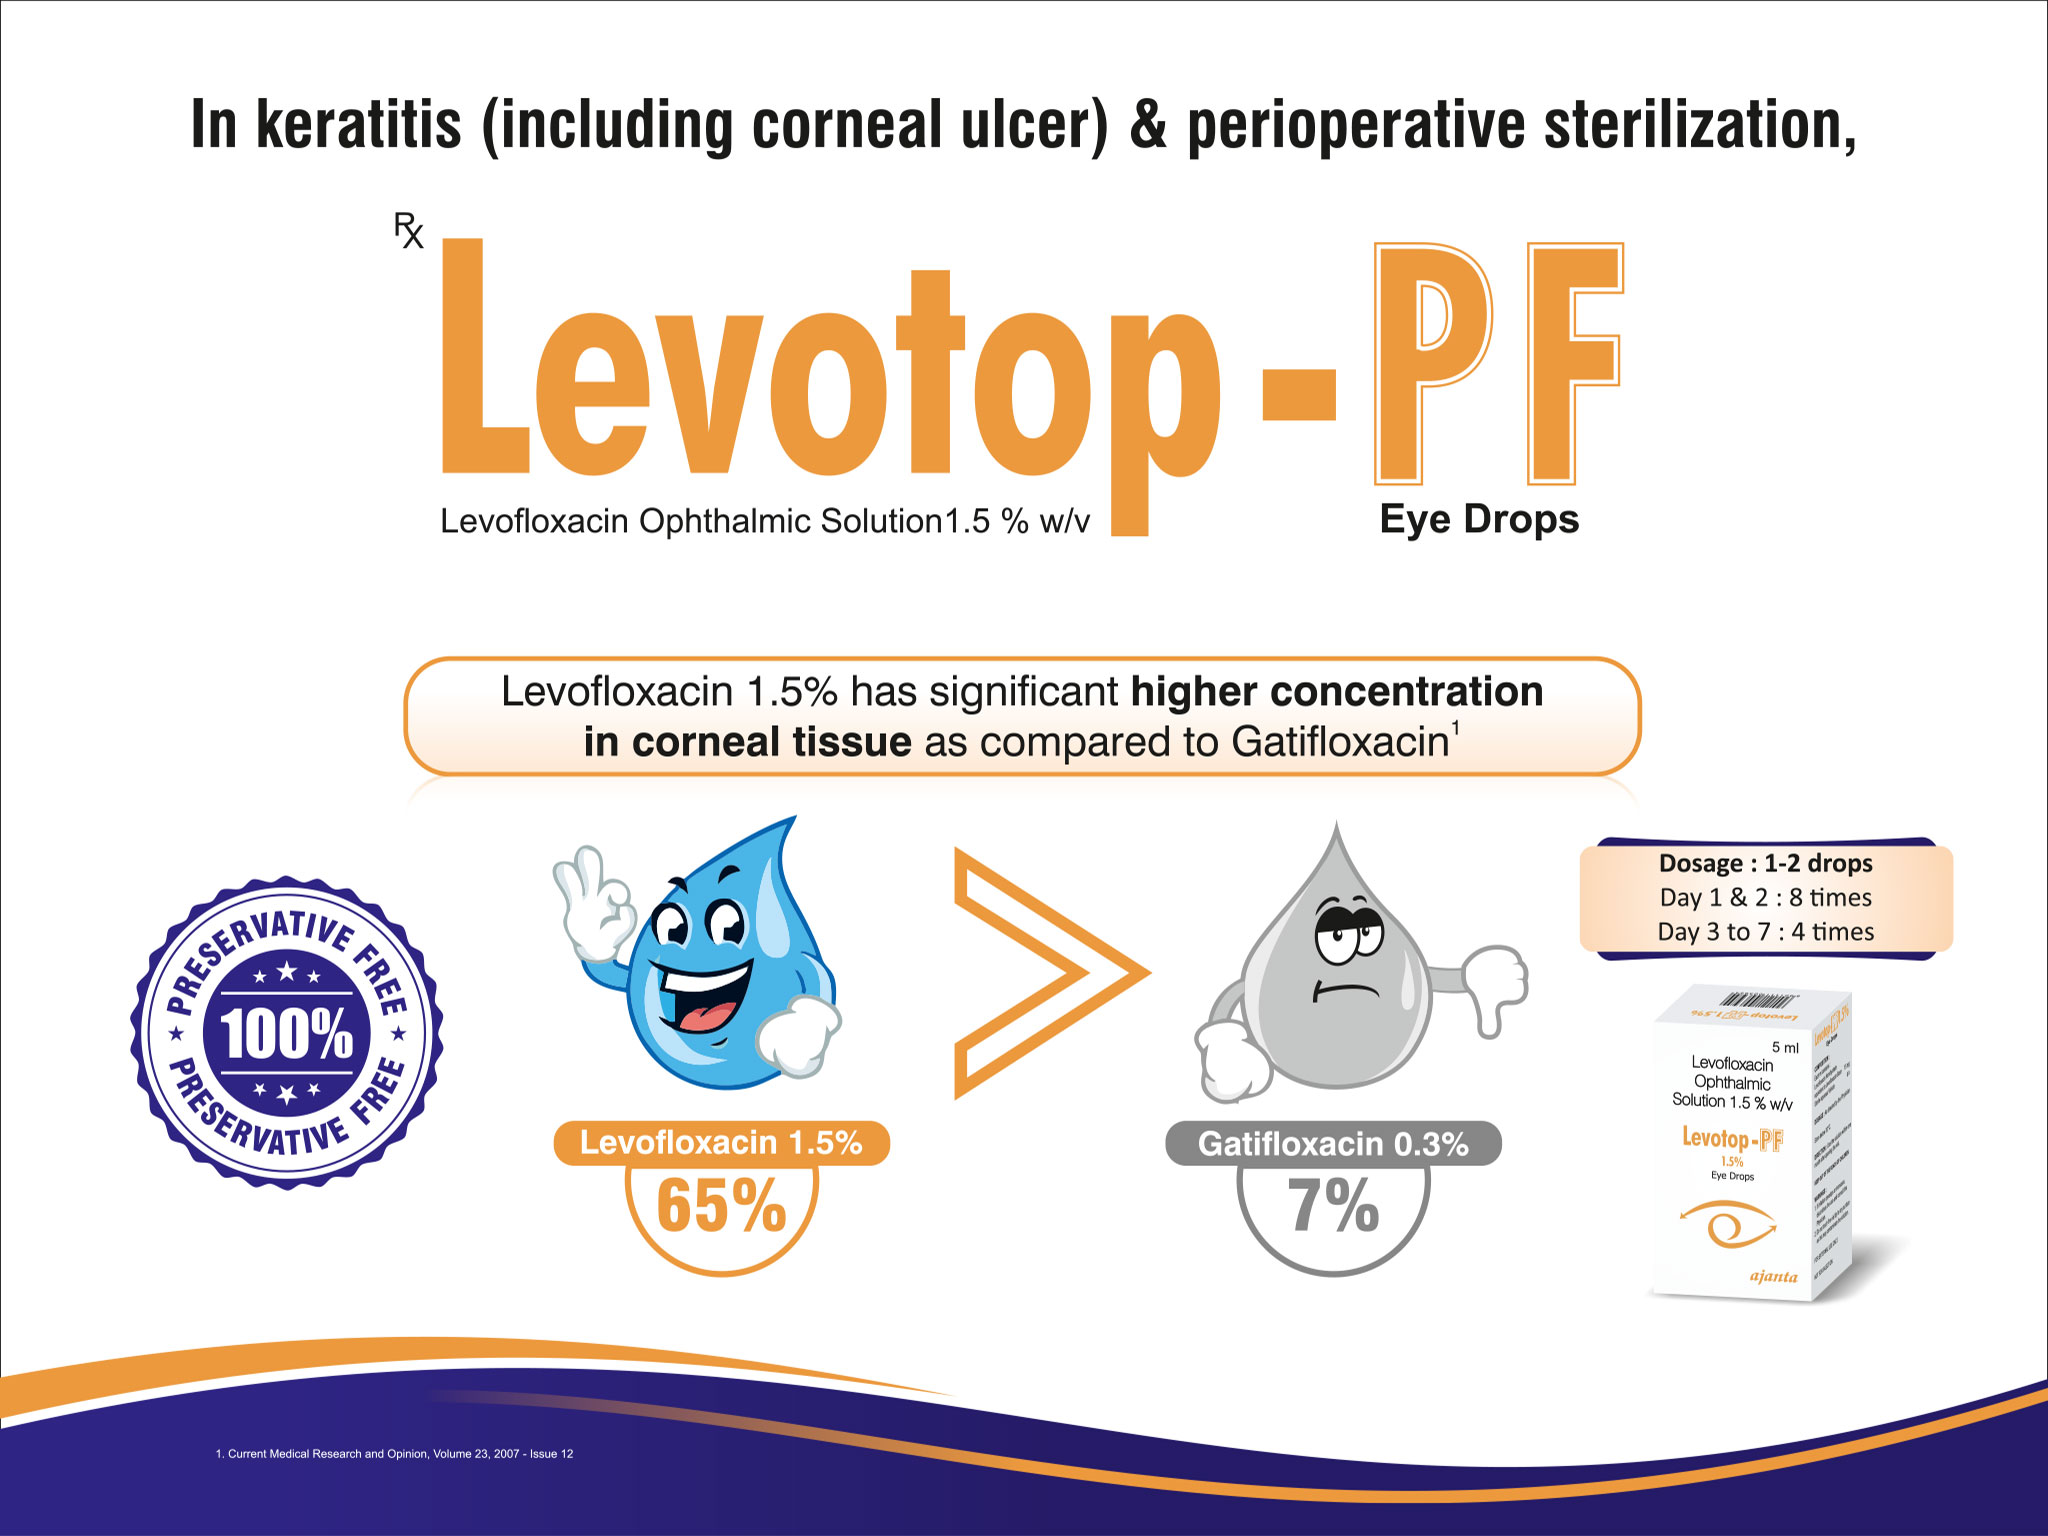 In keratitis (including corneal ulcer) & perioperative sterilization,
Rx
Levotop-PF
Levofloxacin Ophthalmic Solution1.5 % w/v
Eye Drops
Levofloxacin 1.5% has significant higher concentration
in corneal tissue as compared to Gatifloxacin1
PRESERVATIVE FREE
100%
PRESERVATIVE FREE
Levofloxacin 1.5%
65%
Gatifloxacin 0.3%
7%
Dosage : 1-2 drops
Day 1 & 2 : 8 times
Day 3 to 7 : 4 times
Levotop-PF 1.5%
5 ml
Levofloxacin
Ophthalmic
Solution 1.5 % w/v
Levotop-PF
1.5%
Eye Drops
ajanta
1. Current Medical Research and Opinion, Volume 23, 2007 - Issue 12